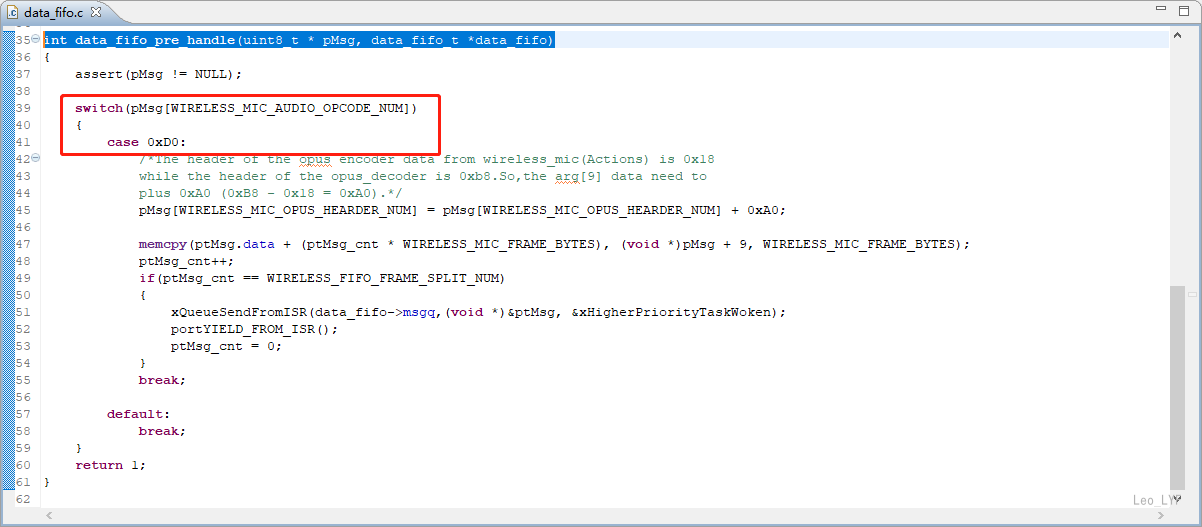 data_fifo.c
35 int data_fifo_pre_handle(uint8_t * pMsg, data_fifo_t *data_fifo)
36 {
37     assert(pMsg != NULL);
38
39     switch(pMsg[WIRELESS_MIC_AUDIO_OPCODE_NUM])
40     {
41         case 0xD0:
42             /*The header of the opus encoder data from wireless_mic(Actions) is 0x18
43             while the header of the opus_decoder is 0xb8.So,the arg[9] data need to
44             plus 0xA0 (0xB8 - 0x18 = 0xA0).*/
45             pMsg[WIRELESS_MIC_OPUS_HEARDER_NUM] = pMsg[WIRELESS_MIC_OPUS_HEARDER_NUM] + 0xA0;
46
47             memcpy(ptMsg.data + (ptMsg_cnt * WIRELESS_MIC_FRAME_BYTES), (void *)pMsg + 9, WIRELESS_MIC_FRAME_BYTES);
48             ptMsg_cnt++;
49             if(ptMsg_cnt == WIRELESS_FIFO_FRAME_SPLIT_NUM)
50             {
51                 xQueueSendFromISR(data_fifo->msgq,(void *)&ptMsg, &xHigherPriorityTaskWoken);
52                 portYIELD_FROM_ISR();
53                 ptMsg_cnt = 0;
54             }
55             break;
56
57         default:
58             break;
59     }
60     return 1;
61 }
62